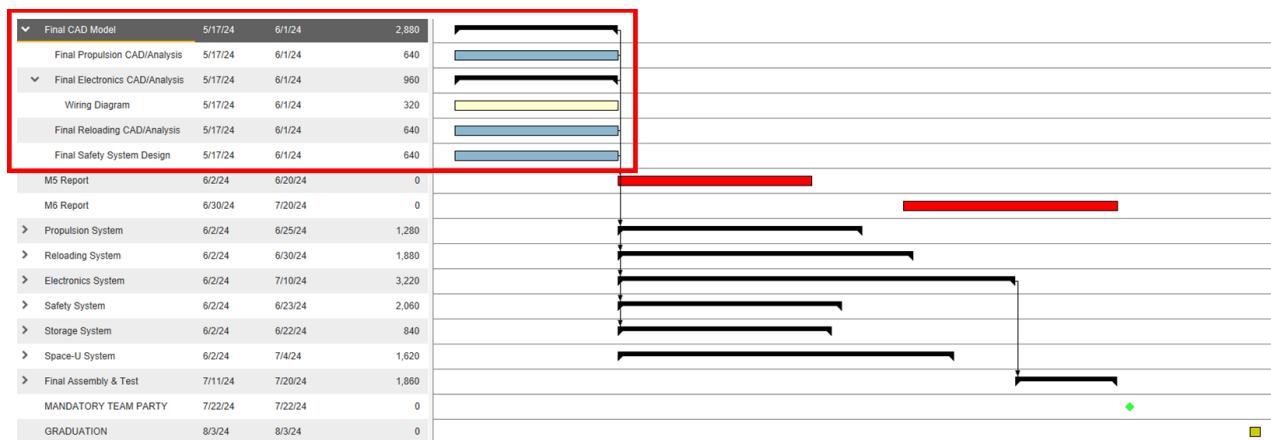 Final CAD Model 5/17/24 6/1/24 2,880
Final Propulsion CAD/Analysis 5/17/24 6/1/24 640
Final Electronics CAD/Analysis 5/17/24 6/1/24 960
Wiring Diagram 5/17/24 6/1/24 320
Final Reloading CAD/Analysis 5/17/24 6/1/24 640
Final Safety System Design 5/17/24 6/1/24 640
M5 Report 6/2/24 6/20/24 0
M6 Report 6/30/24 7/20/24 0
Propulsion System 6/2/24 6/25/24 1,280
Reloading System 6/2/24 6/30/24 1,880
Electronics System 6/2/24 7/10/24 3,220
Safety System 6/2/24 6/23/24 2,060
Storage System 6/2/24 6/22/24 840
Space-U System 6/2/24 7/4/24 1,620
Final Assembly & Test 7/11/24 7/20/24 1,860
MANDATORY TEAM PARTY 7/22/24 7/22/24 0
GRADUATION 8/3/24 8/3/24 0